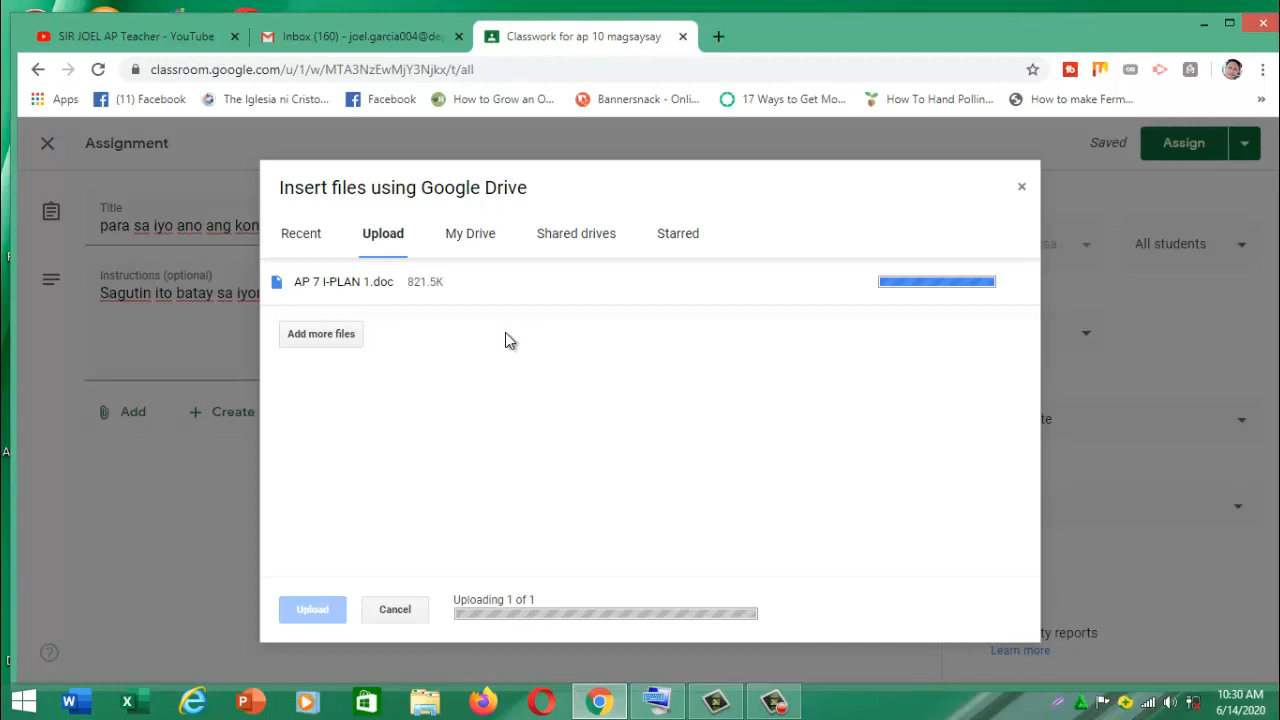 SIR JOEL AP Teacher - YouTube
Inbox (160) - joel.garcia004@dep
Classwork for ap 10 magsaysay
classroom.google.com/u/1/w/MTA3NzEwMjY3Njkx/t/all
Apps
(11) Facebook
The Iglesia ni Cristo...
Facebook
How to Grow an O...
Bannersnack - Onli...
17 Ways to Get Mo...
How To Hand Pollin...
How to make Ferm...
Assignment
Saved
Assign
Insert files using Google Drive
Title
para sa iyo ano ang kon
Recent
Upload
My Drive
Shared drives
Starred
All students
Instructions (optional)
Sagutin ito batay sa iyon
AP 7 I-PLAN 1.doc
821.5K
Add more files
Add
Create
te
Upload
Cancel
Uploading 1 of 1
ty reports
Learn more
10:30 AM
6/14/2020